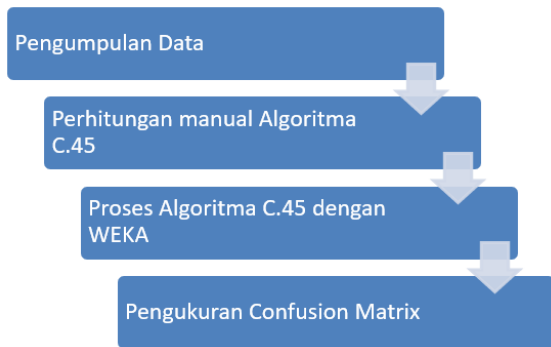 Pengumpulan Data
Perhitungan manual Algoritma
C.45
Proses Algoritma C.45 dengan
WEKA
Pengukuran Confusion Matrix